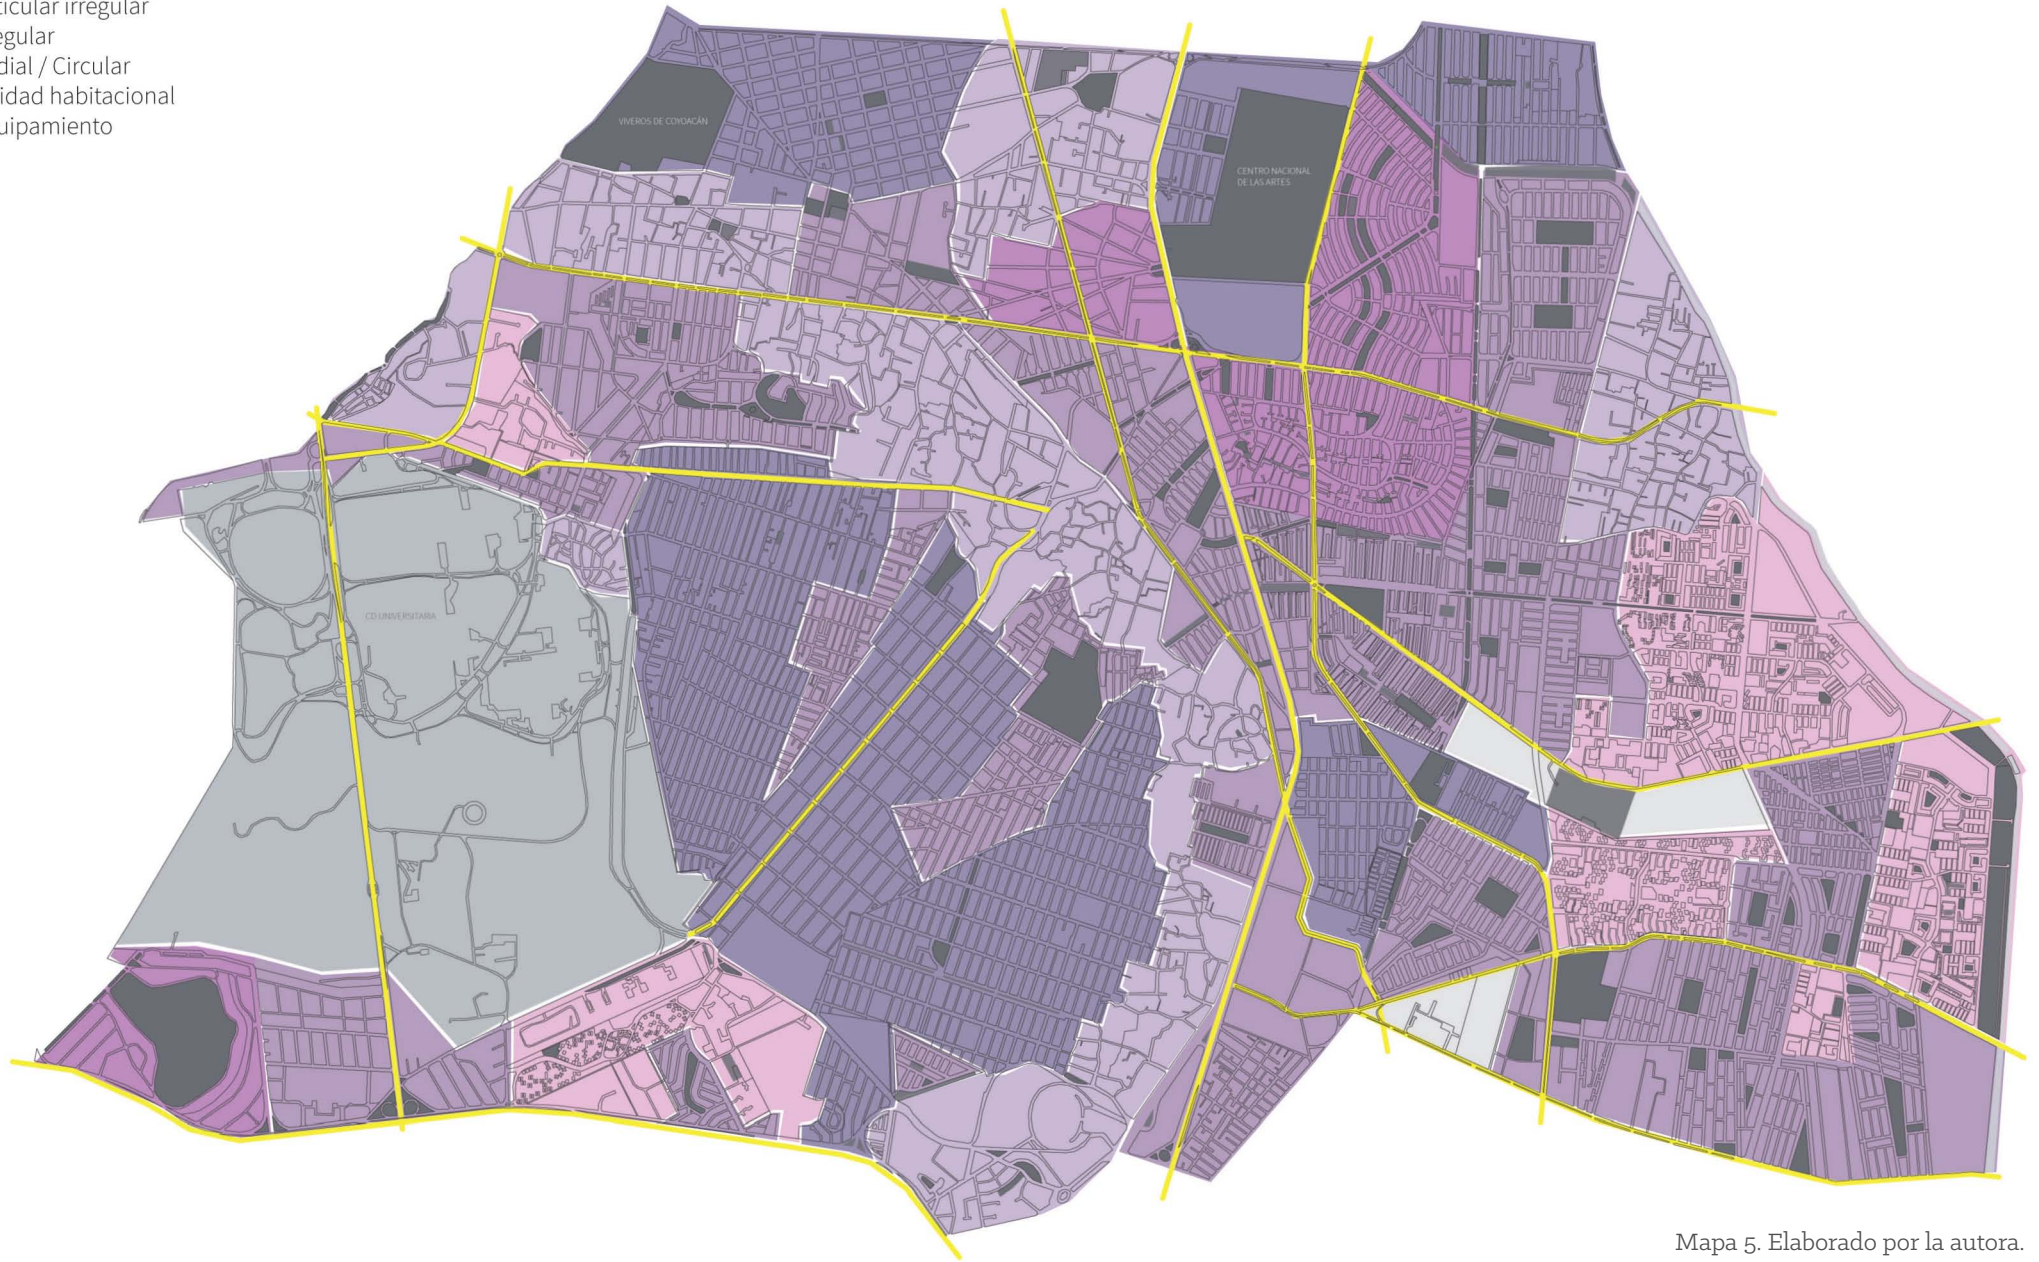 ticular irregular
egular
dial / Circular
idad habitacional
uipamiento
VIVEROS DE COYOACÁN
CENTRO NACIONAL
DE LAS ARTES
CD UNIVERSITARIA
Mapa 5. Elaborado por la autora.